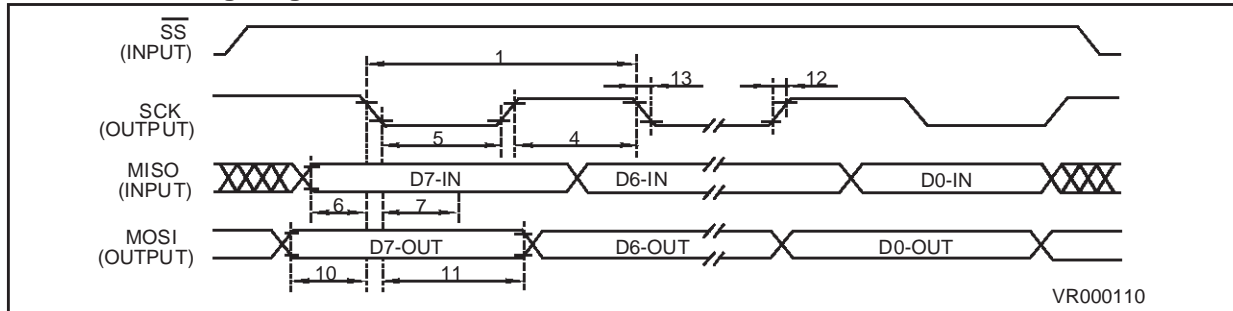 SS
(INPUT)
1
13
12
SCK
(OUTPUT)
5
4
MISO
(INPUT)
D7-IN
D6-IN
D0-IN
6
7
MOSI
(OUTPUT)
D7-OUT
D6-OUT
D0-OUT
10
11
VR000110